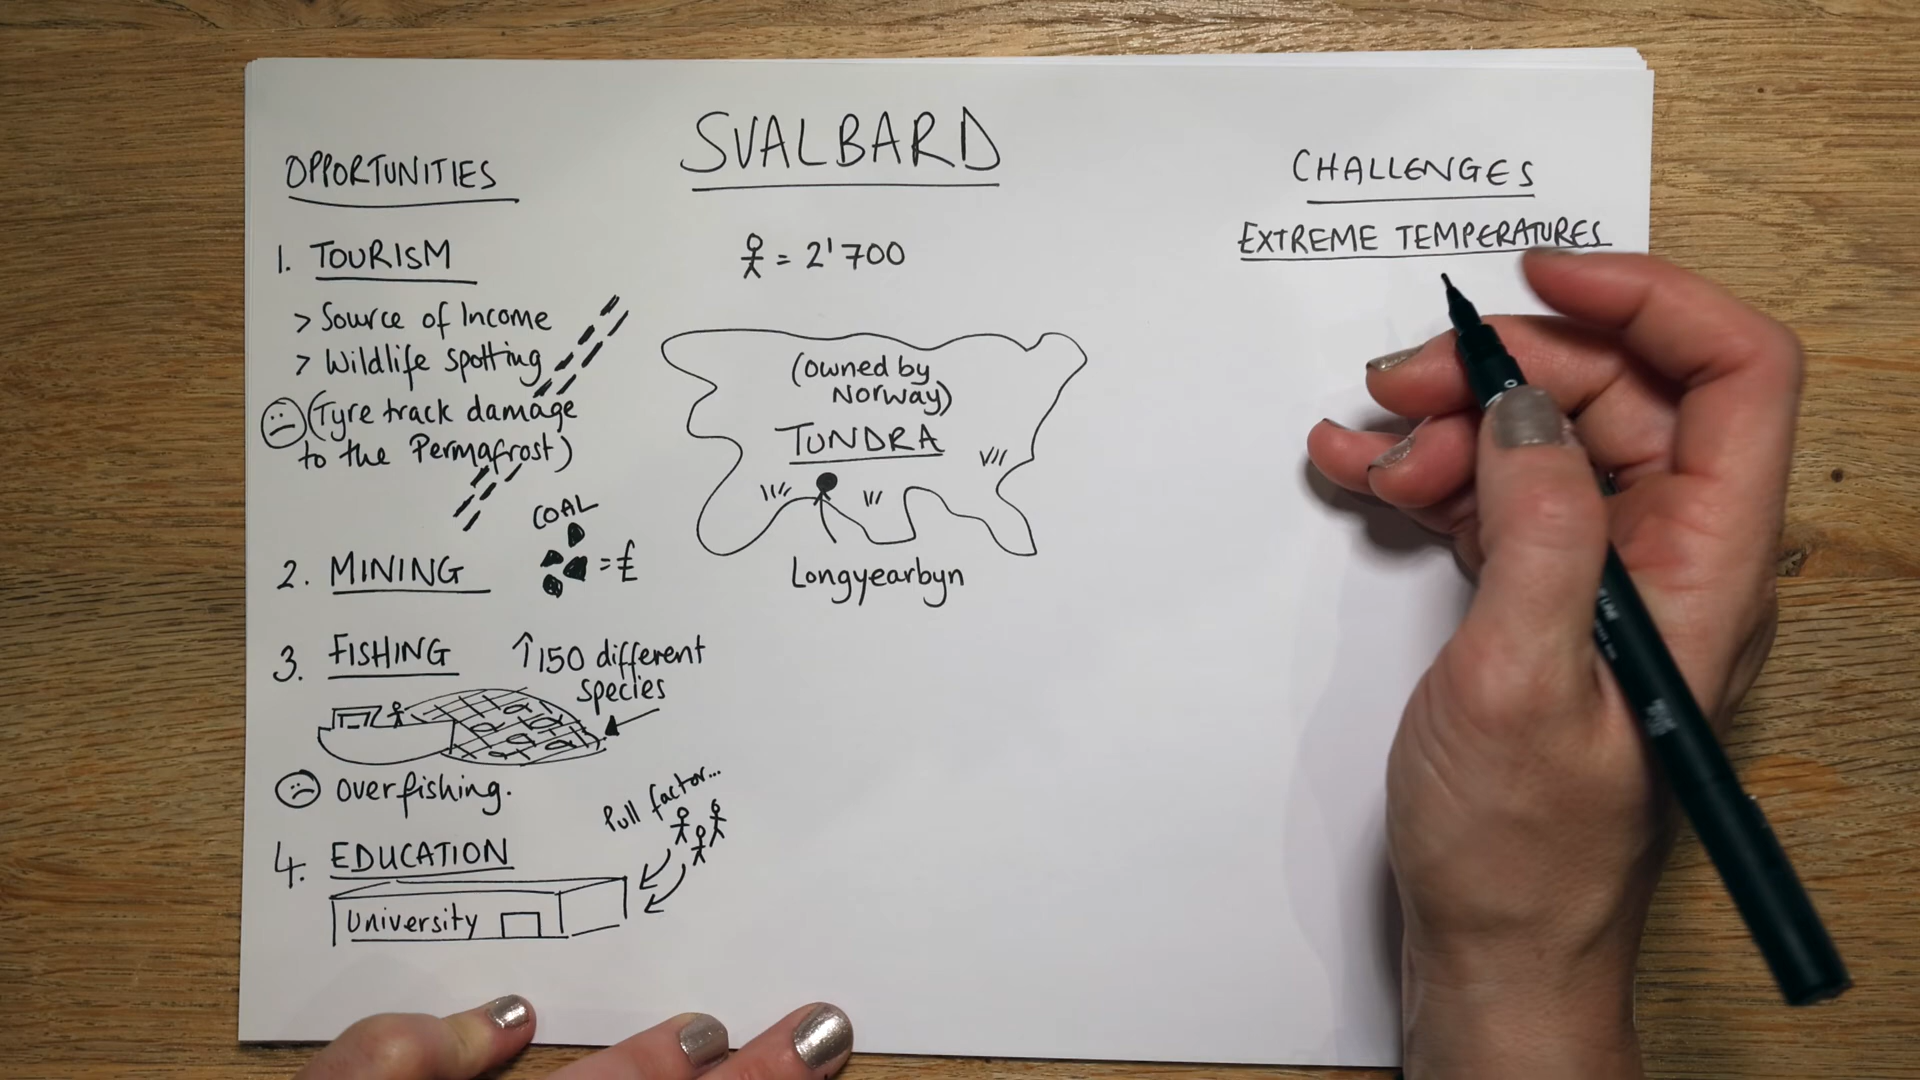 SVALBARD
OPPORTUNITIES
1. TOURISM
> Source of Income
> Wildlife spotting
(Tyre track damage
to the Permafrost)
COAL
= £
2. MINING
3. FISHING
↑150 different
species
overfishing.
Pull factor...
4. EDUCATION
University
= 2'700
(owned by
Norway)
TUNDRA
Longyearbyn
CHALLENGES
EXTREME TEMPERATURES